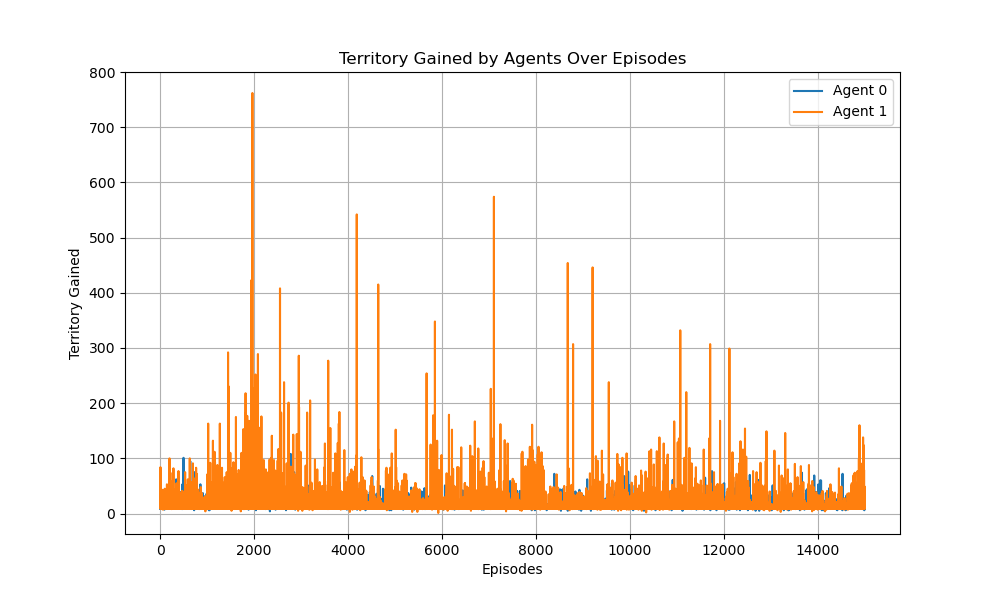 Territory Gained by Agents Over Episodes
Agent 0
Agent 1
Territory Gained
800
700
600
500
400
300
200
100
0
0 2000 4000 6000 8000 10000 12000 14000
Episodes